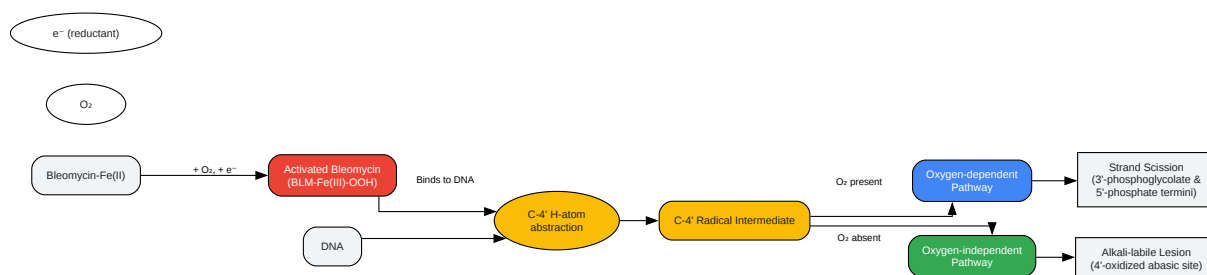 e⁻ (reductant)
O₂
Bleomycin-Fe(II)
+ O₂, + e⁻
Activated Bleomycin
(BLM-Fe(III)-OOH)
Binds to DNA
DNA
C-4' H-atom
abstraction
C-4' Radical Intermediate
O₂ present
O₂ absent
Oxygen-dependent
Pathway
Oxygen-independent
Pathway
Strand Scission
(3'-phosphoglycolate &
5'-phosphate termini)
Alkali-labile Lesion
(4'-oxidized abasic site)